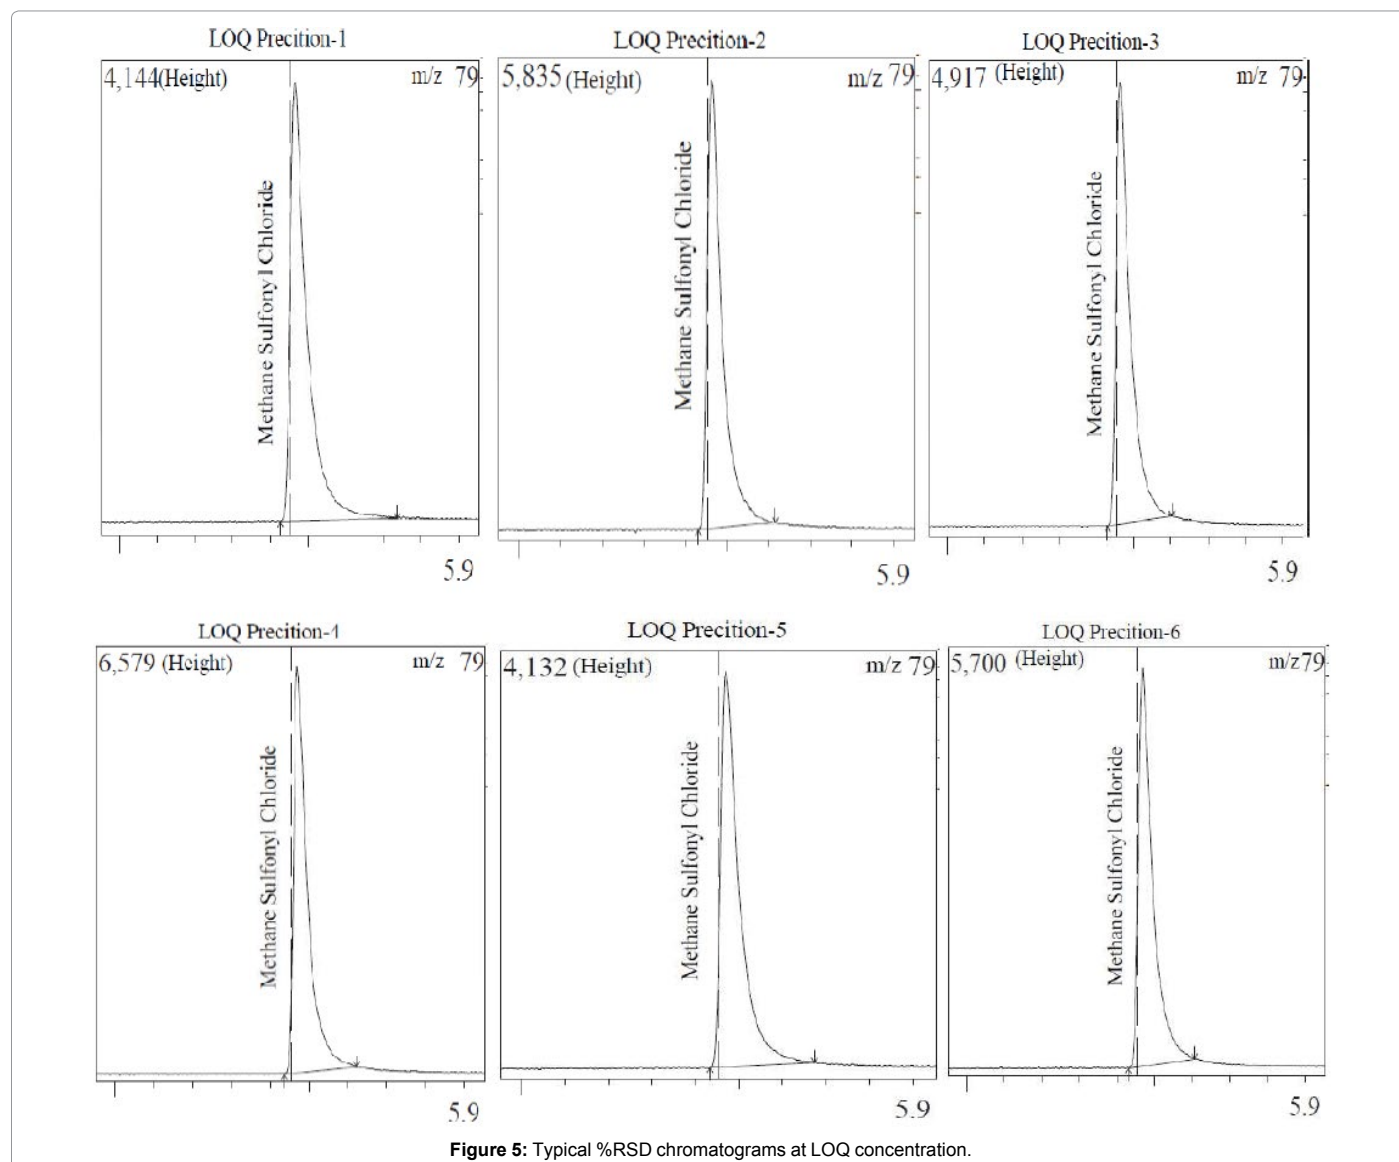 LOQ Precition-1
4,144(Height)
m/z 79
Methane Sulfonyl Chloride
5.9
LOQ Precition-2
5,835 (Height)
m/z 79
Methane Sulfonyl Chloride
5.9
LOQ Precition-3
4,917 (Height)
m/z 79
Methane Sulfonyl Chloride
5.9
LOQ Precition-4
6,579 (Height)
m/z 79
Methane Sulfonyl Chloride
5.9
LOQ Precition-5
4,132 (Height)
m/z 79
Methane Sulfonyl Chloride
5.9
LOQ Precition-6
5,700 (Height)
m/z79
Methane Sulfonyl Chloride
5.9
Figure 5: Typical %RSD chromatograms at LOQ concentration.